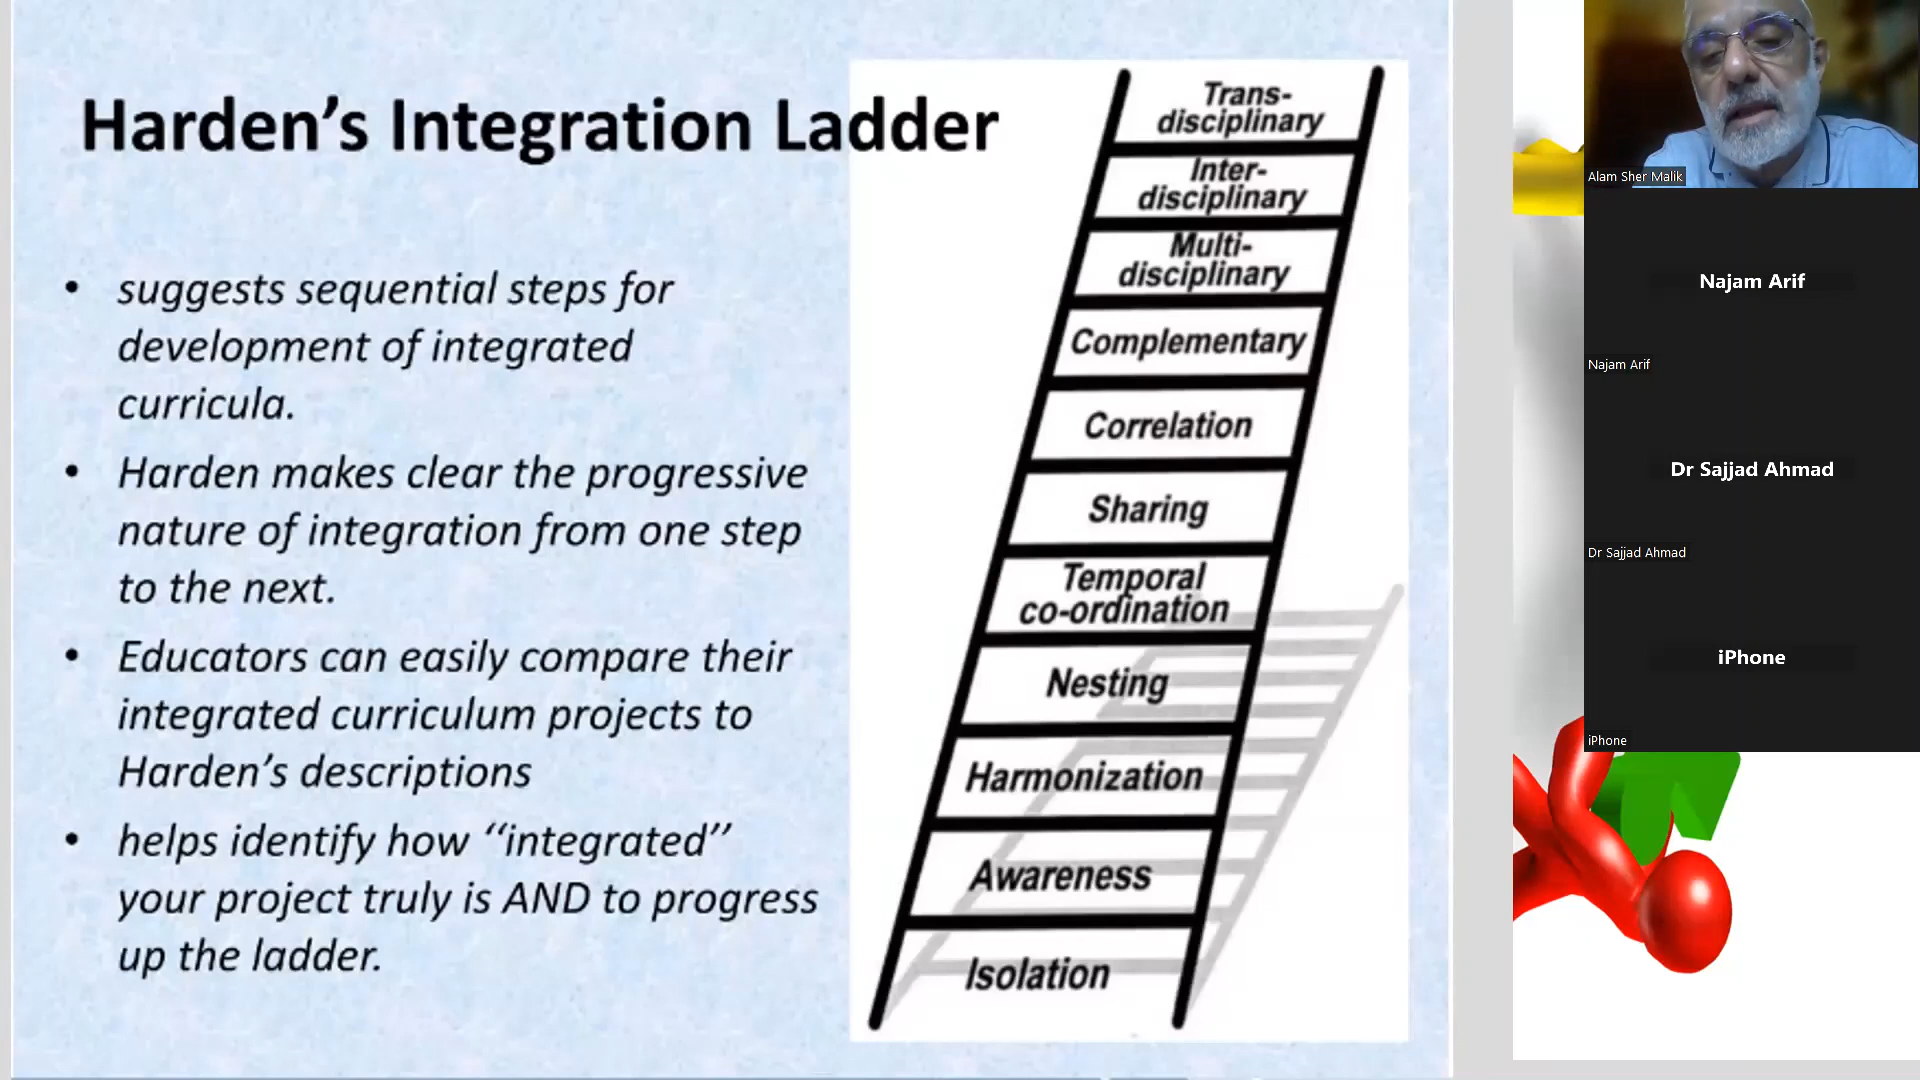 Harden’s Integration Ladder
• suggests sequential steps for
development of integrated
curricula.
• Harden makes clear the progressive
nature of integration from one step
to the next.
• Educators can easily compare their
integrated curriculum projects to
Harden’s descriptions
• helps identify how ‘‘integrated’’
your project truly is AND to progress
up the ladder.
Trans-
disciplinary
Inter-
disciplinary
Multi-
disciplinary
Complementary
Correlation
Sharing
Temporal
co-ordination
Nesting
Harmonization
Awareness
Isolation
Alam Sher Malik
Najam Arif
Najam Arif
Dr Sajjad Ahmad
Dr Sajjad Ahmad
iPhone
iPhone